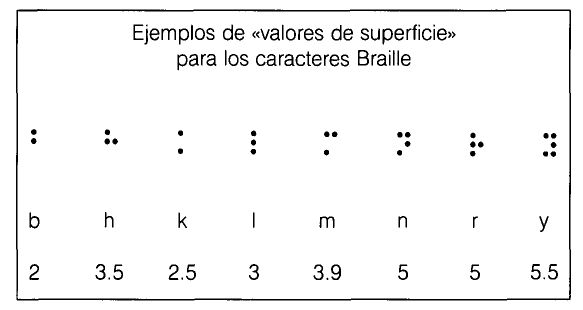 Ejemplos de «valores de superficie»
para los caracteres Braille
⠃ ⠓ ⠅ ⠇ ⠍ ⠝ ⠗ ⠽
b h k l m n r y
2 3.5 2.5 3 3.9 5 5 5.5